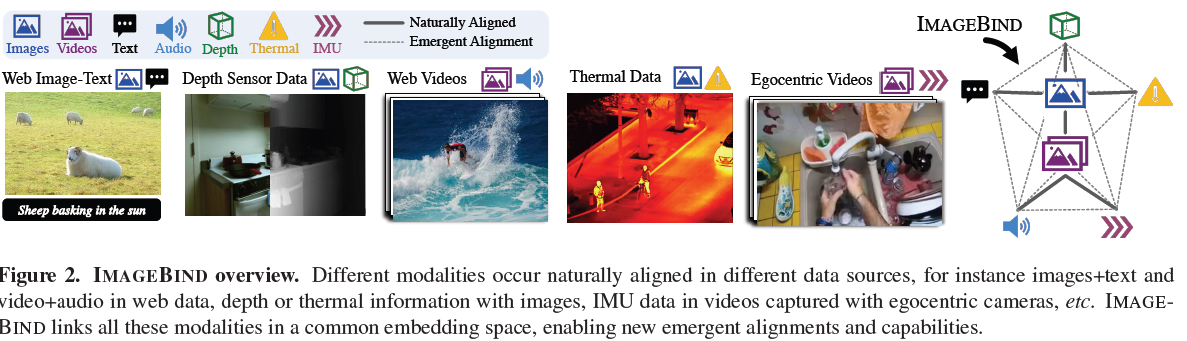 Images Videos Text Audio Depth Thermal IMU
Naturally Aligned
Emergent Alignment
Web Image-Text
Depth Sensor Data
Web Videos
Thermal Data
Egocentric Videos
IMAGEBIND
Sheep basking in the sun
Figure 2. IMAGEBIND overview. Different modalities occur naturally aligned in different data sources, for instance images+text and
video+audio in web data, depth or thermal information with images, IMU data in videos captured with egocentric cameras, etc. IMAGE-
BIND links all these modalities in a common embedding space, enabling new emergent alignments and capabilities.